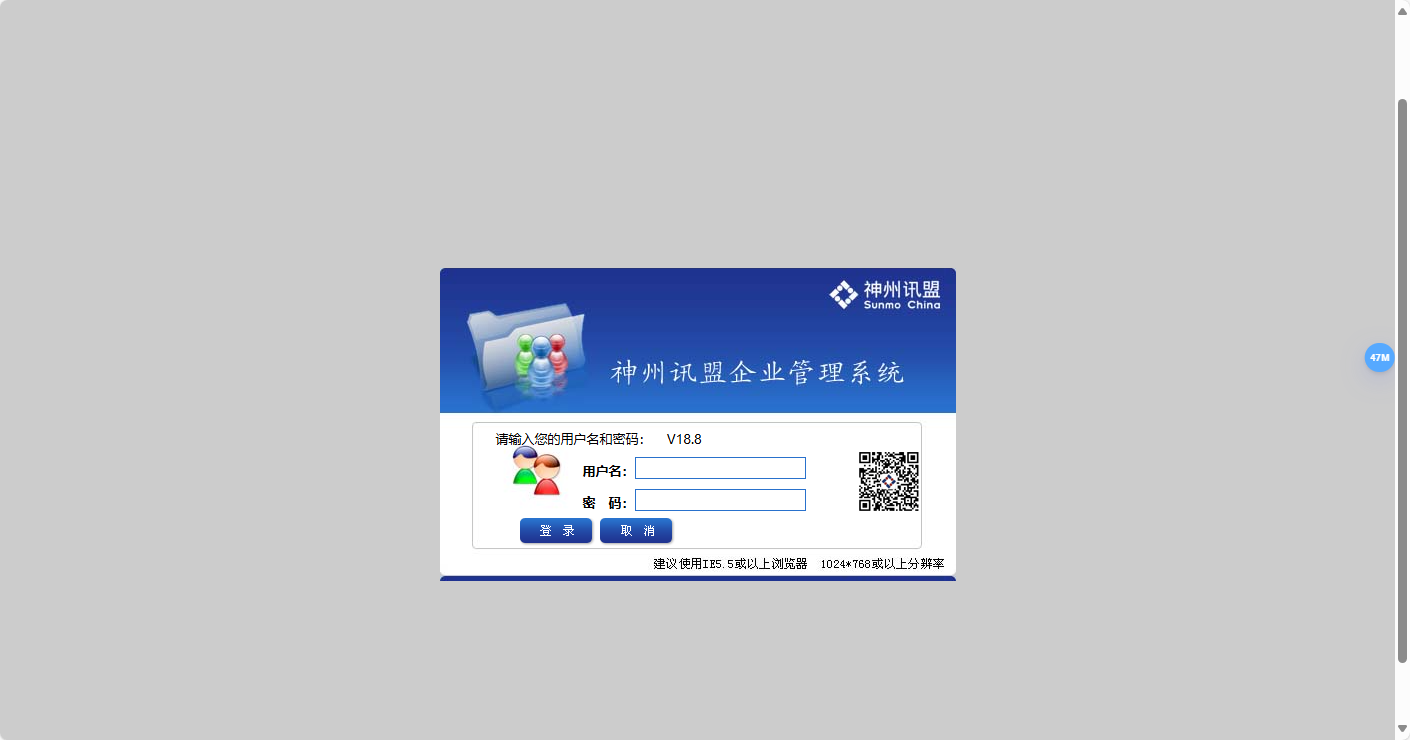 神州讯盟
Sunmo China
神州讯盟企业管理系统
请输入您的用户名和密码： V18.8
用户名：
密 码：
登 录 取 消
建议使用IE5.5或以上浏览器 1024*768或以上分辨率
47M